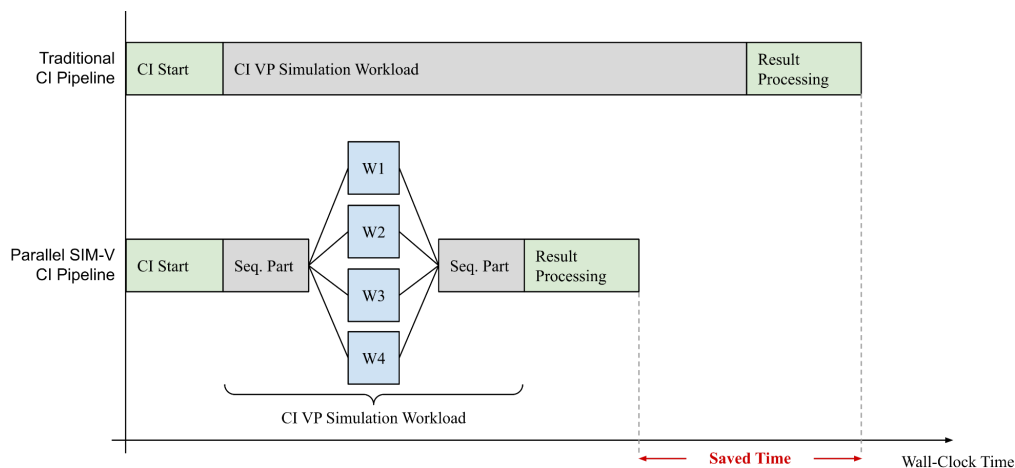 Traditional
CI Pipeline
CI Start
CI VP Simulation Workload
Result
Processing
W1
W2
W3
W4
Parallel SIM-V
CI Pipeline
CI Start
Seq. Part
Seq. Part
Result
Processing
CI VP Simulation Workload
Saved Time
Wall-Clock Time